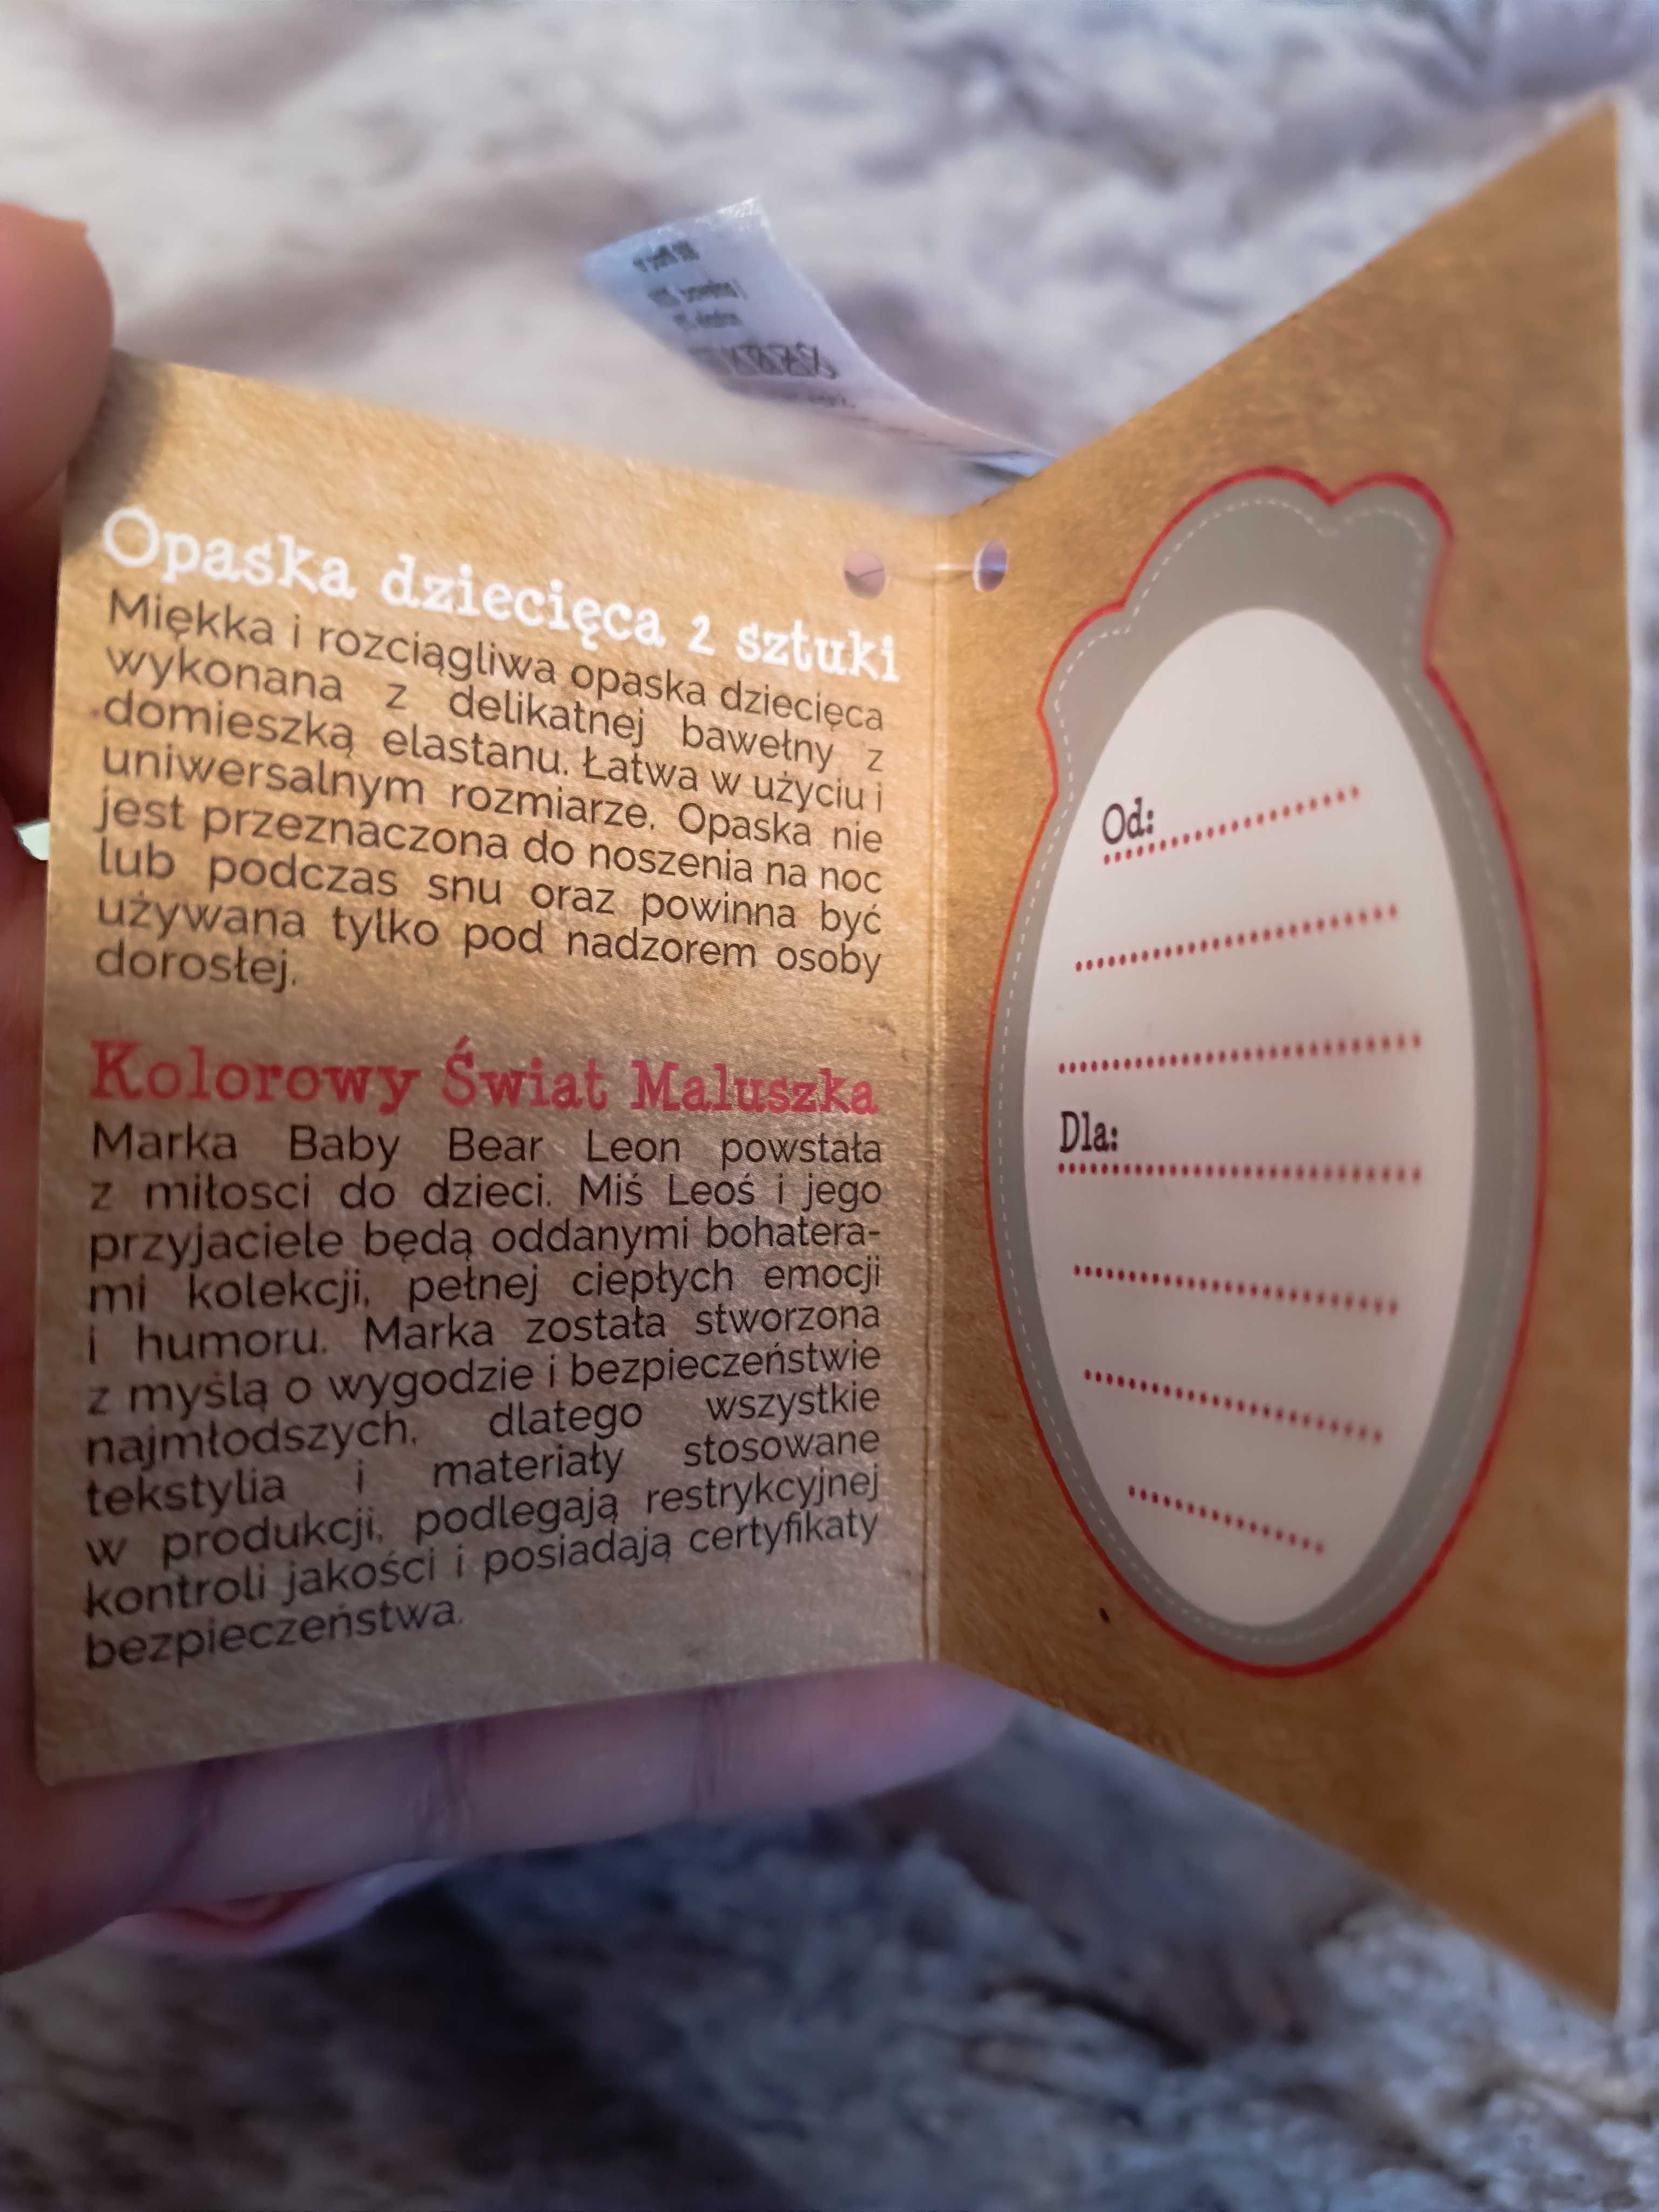 Opaska dziecięca 2 sztuki
Miękka i rozciągliwa opaska dziecięca
wykonana z delikatnej bawełny z
domieszką elastanu. Łatwa w użyciu i
uniwersalnym rozmiarze. Opaska nie
jest przeznaczona do noszenia na noc
lub podczas snu oraz powinna być
używana tylko pod nadzorem osoby
dorosłej.
Kolorowy Świat Maluszka
Marka Baby Bear Leon powstała
z miłosci do dzieci. Miś Leoś i jego
przyjaciele będą oddanymi bohatera-
mi kolekcji, pełnej ciepłych emocji
i humoru. Marka została stworzona
z myślą o wygodzie i bezpieczeństwie
najmłodszych, dlatego wszystkie
tekstylia i materiały stosowane
w produkcji, podlegają restrykcyjnej
kontroli jakości i posiadają certyfikaty
bezpieczeństwa.
Od:
Dla: